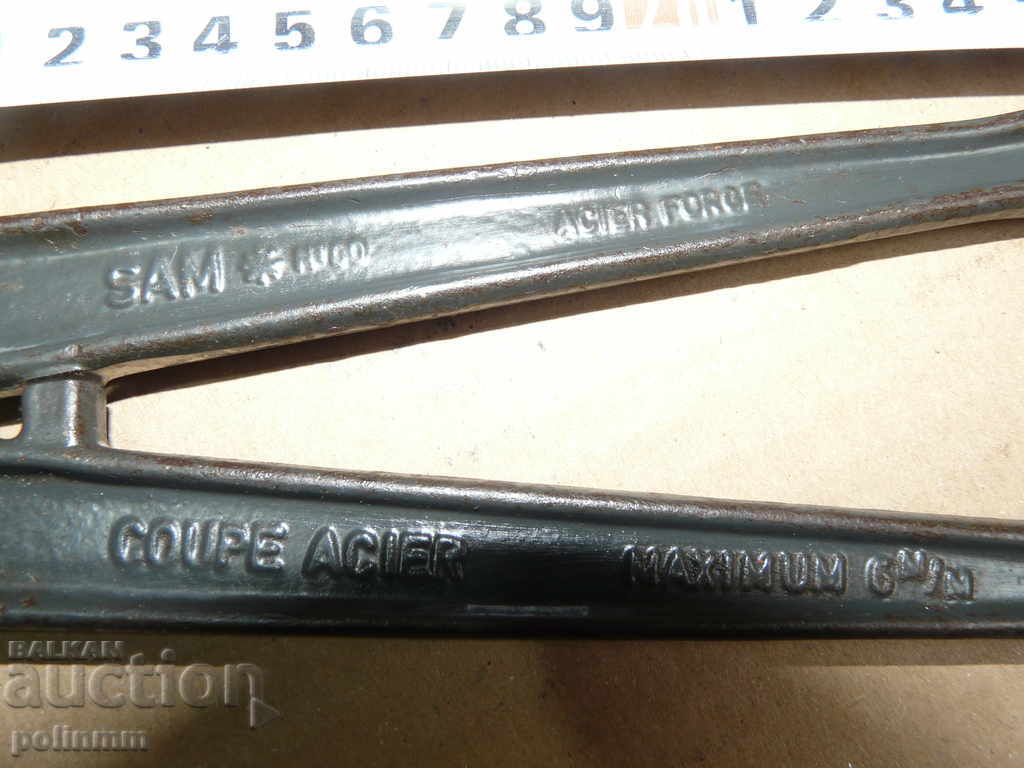 2 3 4 5 6 7 8 9 1 2 3 4
SAM
ACIER FORGE
COUPE ACIER MAXIMUM 6 M/M
BALKAN
auction
polinmm